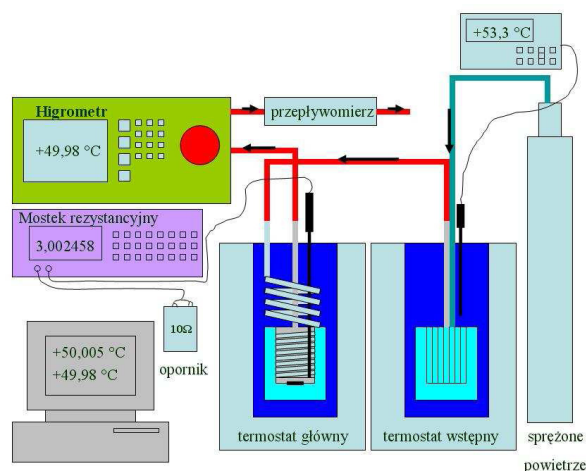 +53,3 °C
Higrometr
przepływomierz
+49,98 °C
Mostek rezystancyjny
3,002458
10Ω
+50,005 °C
+49,98 °C
opornik
termostat główny
termostat wstępny
sprężone
powietrze